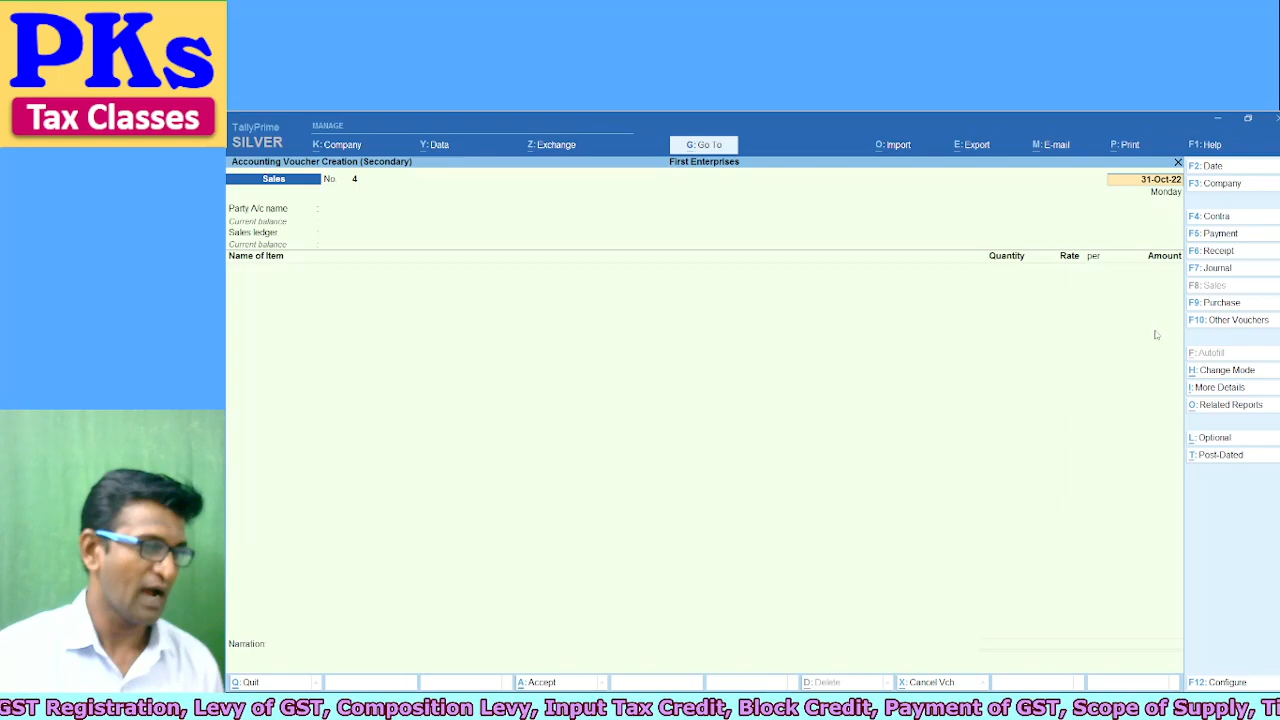 PKs
Tax Classes
TallyPrime
SILVER
MANAGE
K: Company
Y: Data
Z: Exchange
G: Go To
O: Import
E: Export
M: E-mail
P: Print
F1: Help
Accounting Voucher Creation (Secondary)
First Enterprises
Sales No. 4
31-Oct-22
Monday
Party A/c name :
Current balance
Sales ledger :
Current balance :
Name of Item Quantity Rate per Amount
Narration
Q: Quit
A: Accept
D: Delete
X: Cancel Vch
F2: Date
F3: Company
F4: Contra
F5: Payment
F6: Receipt
F7: Journal
F8: Sales
F9: Purchase
F10: Other Vouchers
F: Autofill
H: Change Mode
I: More Details
O: Related Reports
L: Optional
T: Post-Dated
F12: Configure
GST Registration, Levy of GST, Composition Levy, Input Tax Credit, Block Credit, Payment of GST, Scope of Supply,